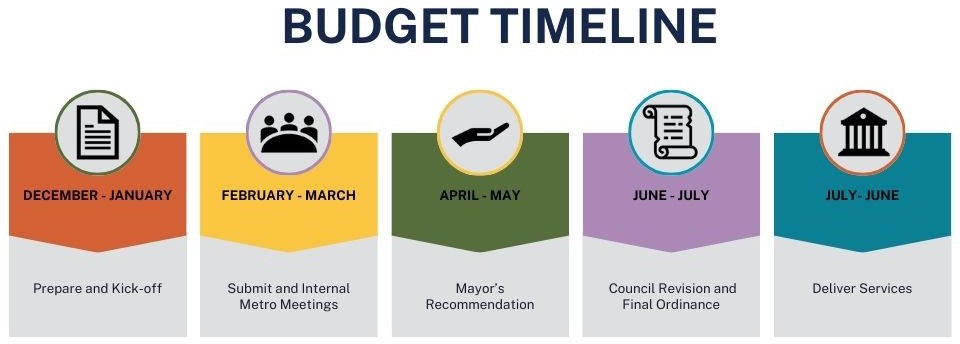 BUDGET TIMELINE
DECEMBER - JANUARY
FEBRUARY - MARCH
APRIL - MAY
JUNE - JULY
JULY- JUNE
Prepare and Kick-off
Submit and Internal
Metro Meetings
Mayor's
Recommendation
Council Revision and
Final Ordinance
Deliver Services